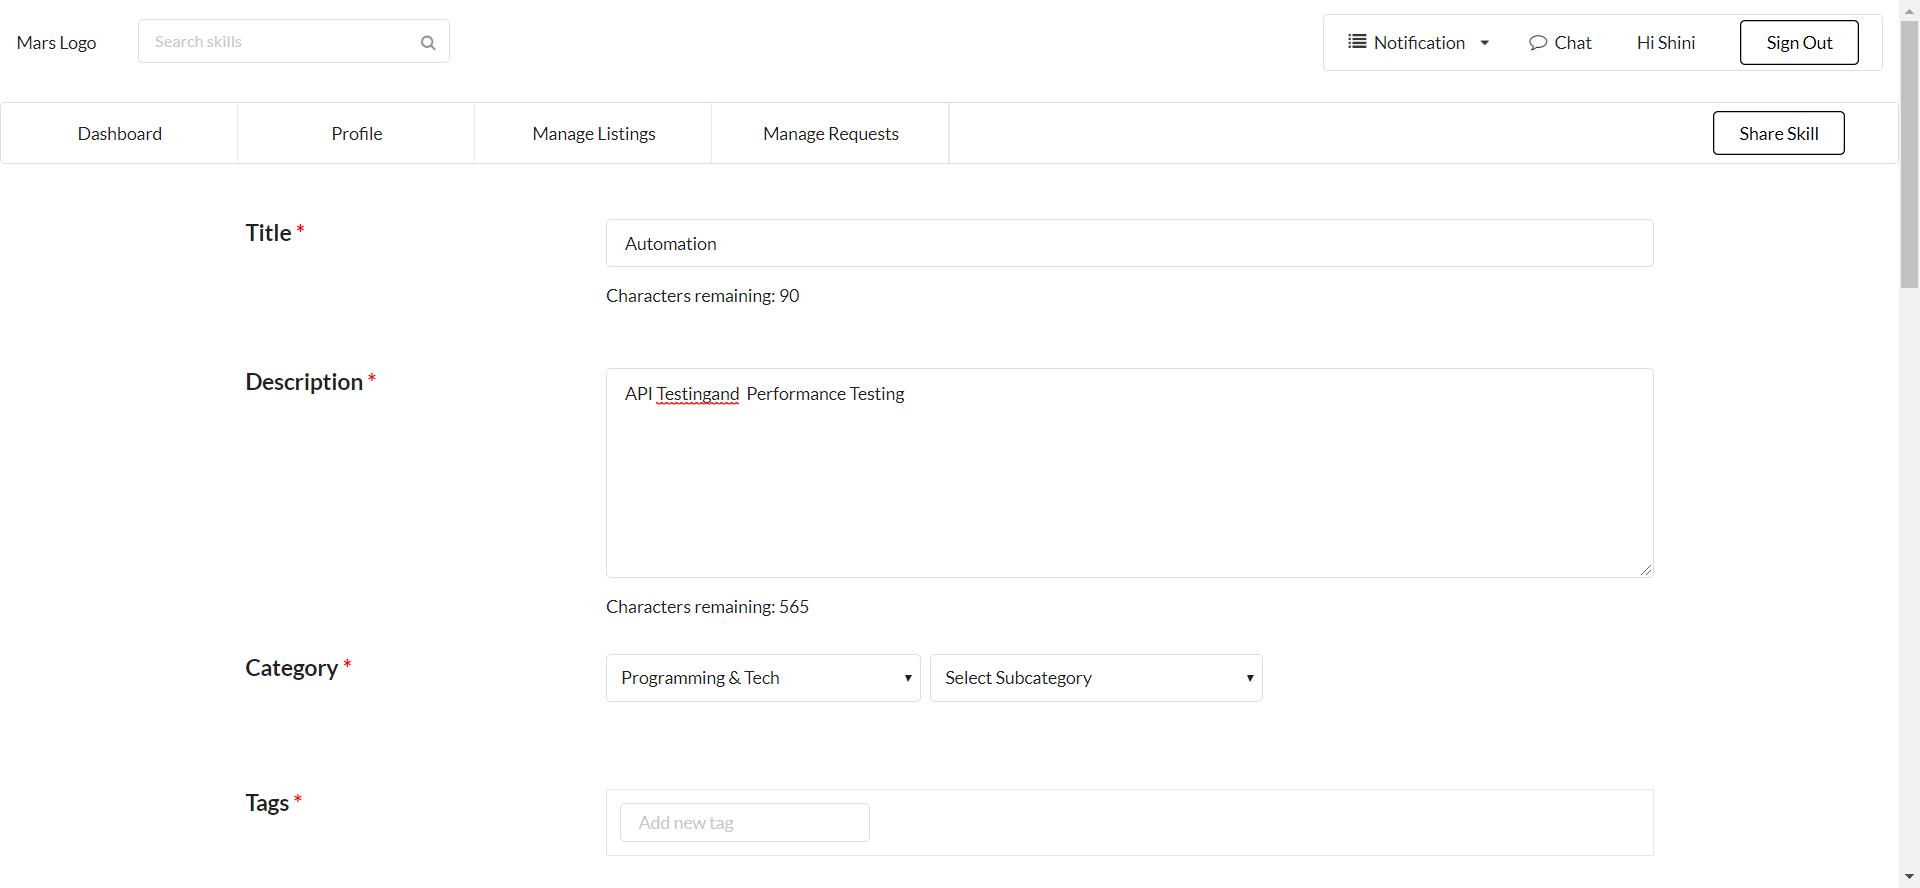 Mars Logo
Search skills
Notification
Chat
Hi Shini
Sign Out
Dashboard
Profile
Manage Listings
Manage Requests
Share Skill
Title *
Automation
Characters remaining: 90
Description *
API Testingand  Performance Testing
Characters remaining: 565
Category *
Programming & Tech
Select Subcategory
Tags *
Add new tag